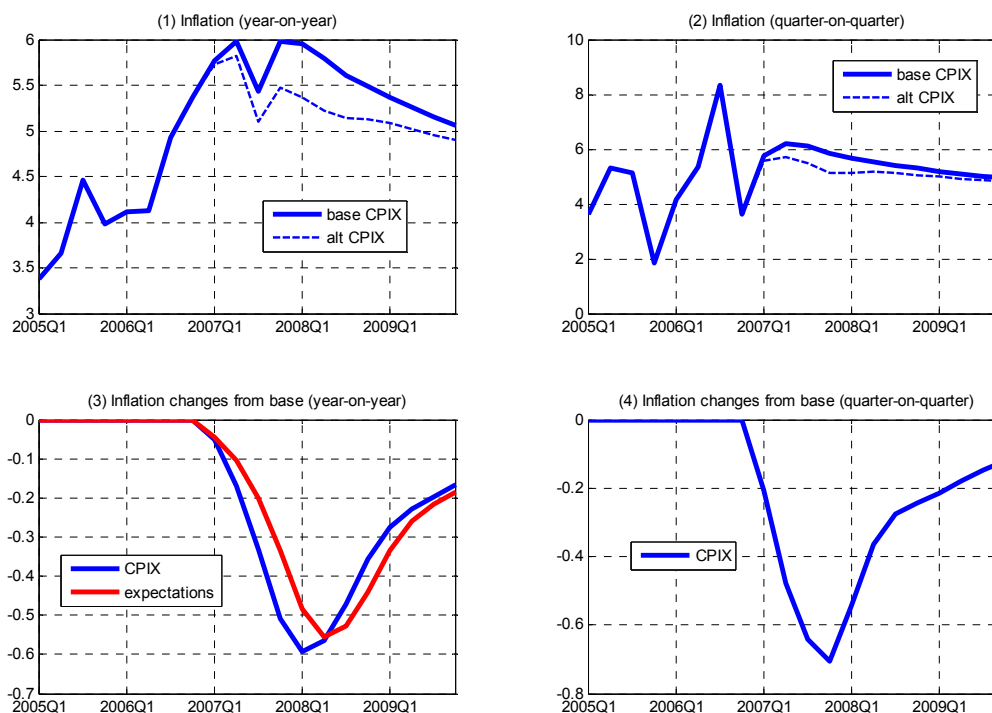 (1) Inflation (year-on-year)
6
5.5
5
4.5
4
3.5
3
base CPIX
alt CPIX
2005Q1 2006Q1 2007Q1 2008Q1 2009Q1
(2) Inflation (quarter-on-quarter)
10
8
6
4
2
0
base CPIX
alt CPIX
2005Q1 2006Q1 2007Q1 2008Q1 2009Q1
(3) Inflation changes from base (year-on-year)
0
-0.1
-0.2
-0.3
-0.4
-0.5
-0.6
-0.7
CPIX
expectations
2005Q1 2006Q1 2007Q1 2008Q1 2009Q1
(4) Inflation changes from base (quarter-on-quarter)
0
-0.2
-0.4
-0.6
-0.8
CPIX
2005Q1 2006Q1 2007Q1 2008Q1 2009Q1